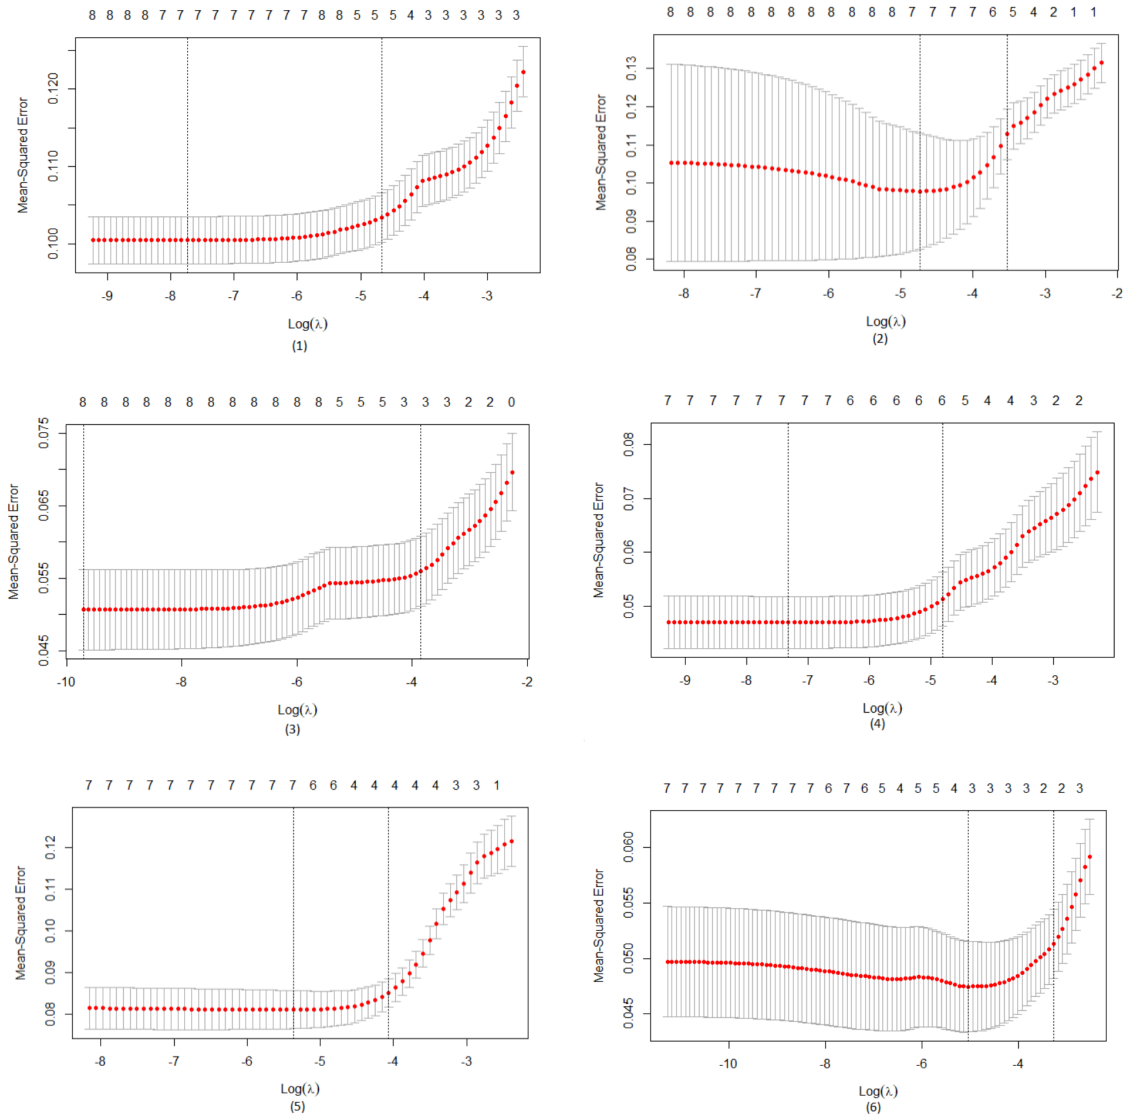 8 8 8 8 7 7 7 7 7 7 8 8 5 5 5 4 3 3 3 3 3
Mean-Squared Error
0.100 0.110 0.120
-9 -8 -7 -6 -5 -4 -3
Log(λ)
(1)
8 8 8 8 8 8 8 8 8 8 8 7 7 7 7 6 5 4 2 1 1
Mean-Squared Error
0.08 0.09 0.10 0.11 0.12 0.13
-8 -7 -6 -5 -4 -3 -2
Log(λ)
(2)
8 8 8 8 8 8 8 8 8 8 8 8 5 5 5 3 3 3 2 2 0
Mean-Squared Error
0.045 0.055 0.065 0.075
-10 -8 -6 -4 -2
Log(λ)
(3)
7 7 7 7 7 7 7 6 6 6 6 6 6 5 4 4 3 2 2
Mean-Squared Error
0.05 0.06 0.07 0.08
-9 -8 -7 -6 -5 -4 -3
Log(λ)
(4)
7 7 7 7 7 7 7 7 7 7 7 6 6 4 4 4 4 4 3 3 1
Mean-Squared Error
0.08 0.09 0.10 0.11 0.12
-8 -7 -6 -5 -4 -3
Log(λ)
(5)
7 7 7 7 7 7 7 7 7 6 7 6 5 4 5 5 4 3 3 3 3 2 2 3
Mean-Squared Error
0.045 0.050 0.055 0.060
-10 -8 -6 -4
Log(λ)
(6)